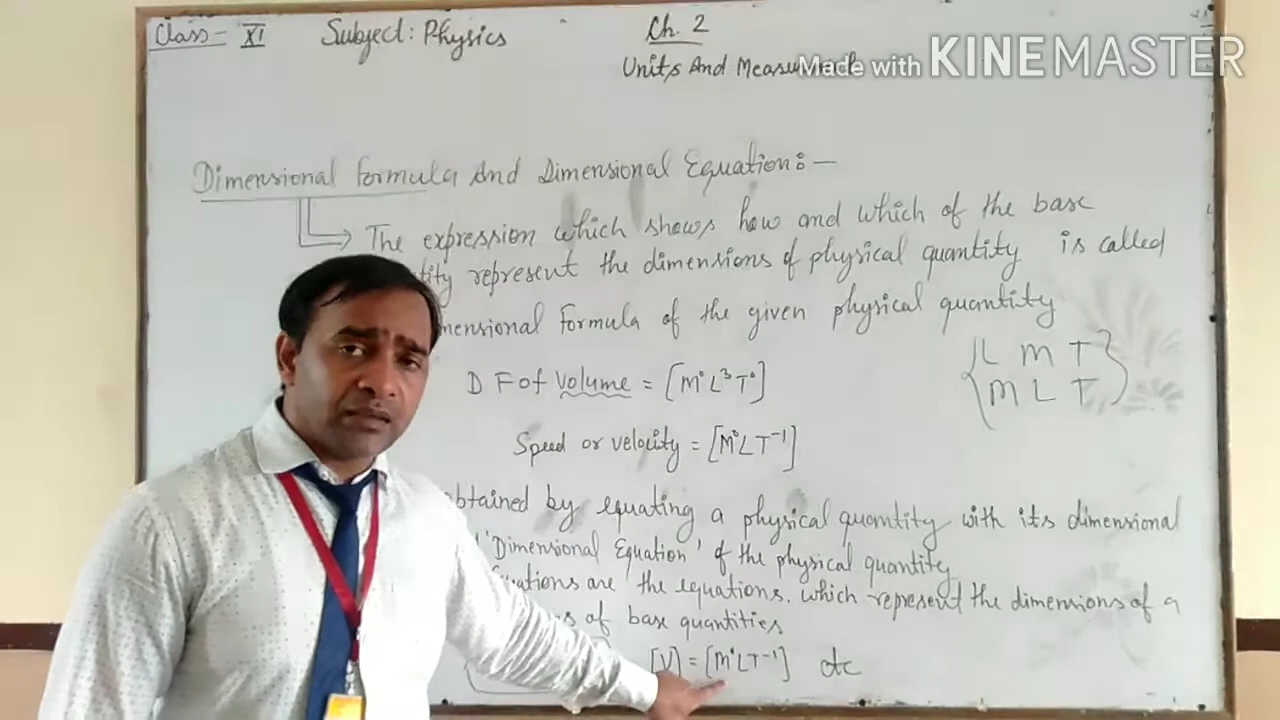 Class - XI Subject: Physics Ch. 2
Units And Measurement
Made with KINEMASTER
Dimensional Formula And Dimensional Equation:-
The expression which shows how and which of the base
represent the dimensions of physical quantity is called
Formula of the given physical quantity
L M T
M L T
D F of Volume = [M⁰L³T⁰]
Speed or velocity = [M⁰LT⁻¹]
obtained by equating a physical quantity with its dimensional
'Dimensional Equation' of the physical quantity
are the equations. which represent the dimensions of a
of base quantities
[V] = [M⁰LT⁻¹] etc